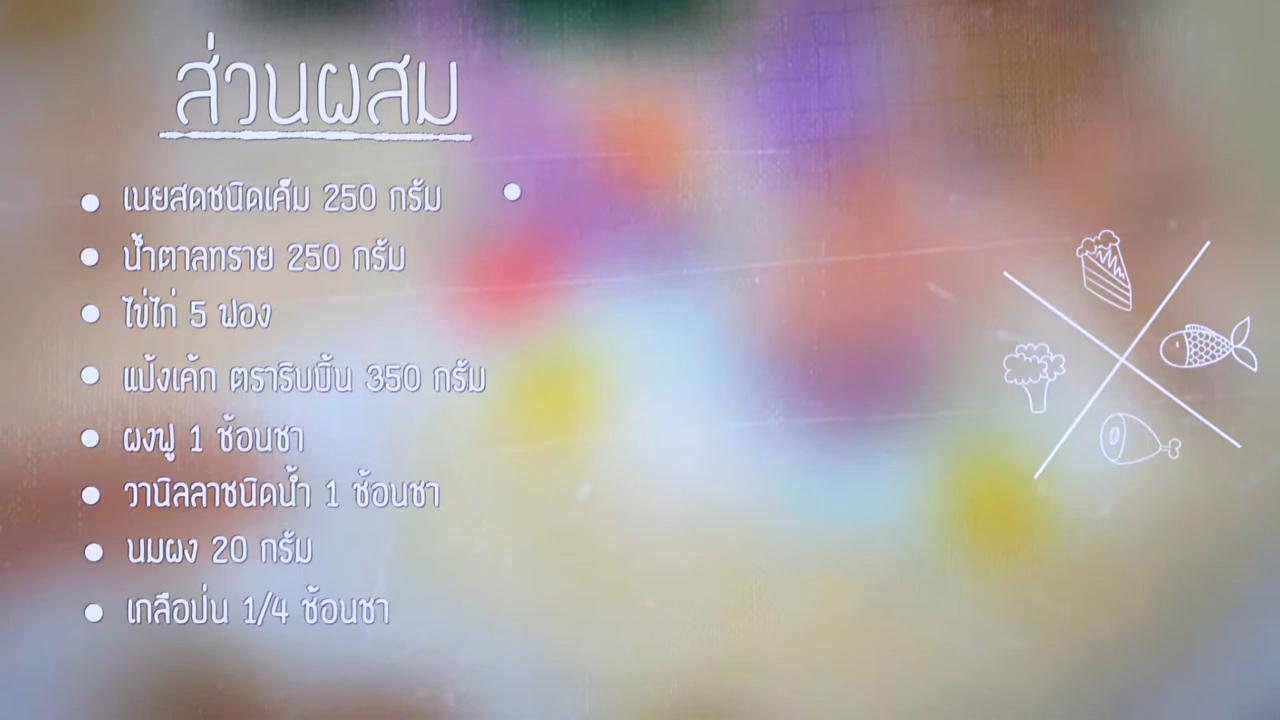 ส่วนผสม
เนยสดชนิดเค็ม 250 กรัม
น้ำตาลทราย 250 กรัม
ไข่ไก่ 5 ฟอง
แป้งเค้ก ตราริบบิ้น 350 กรัม
ผงฟู 1 ช้อนชา
วานิลลาชนิดน้ำ 1 ช้อนชา
นมผง 20 กรัม
เกลือป่น 1/4 ช้อนชา